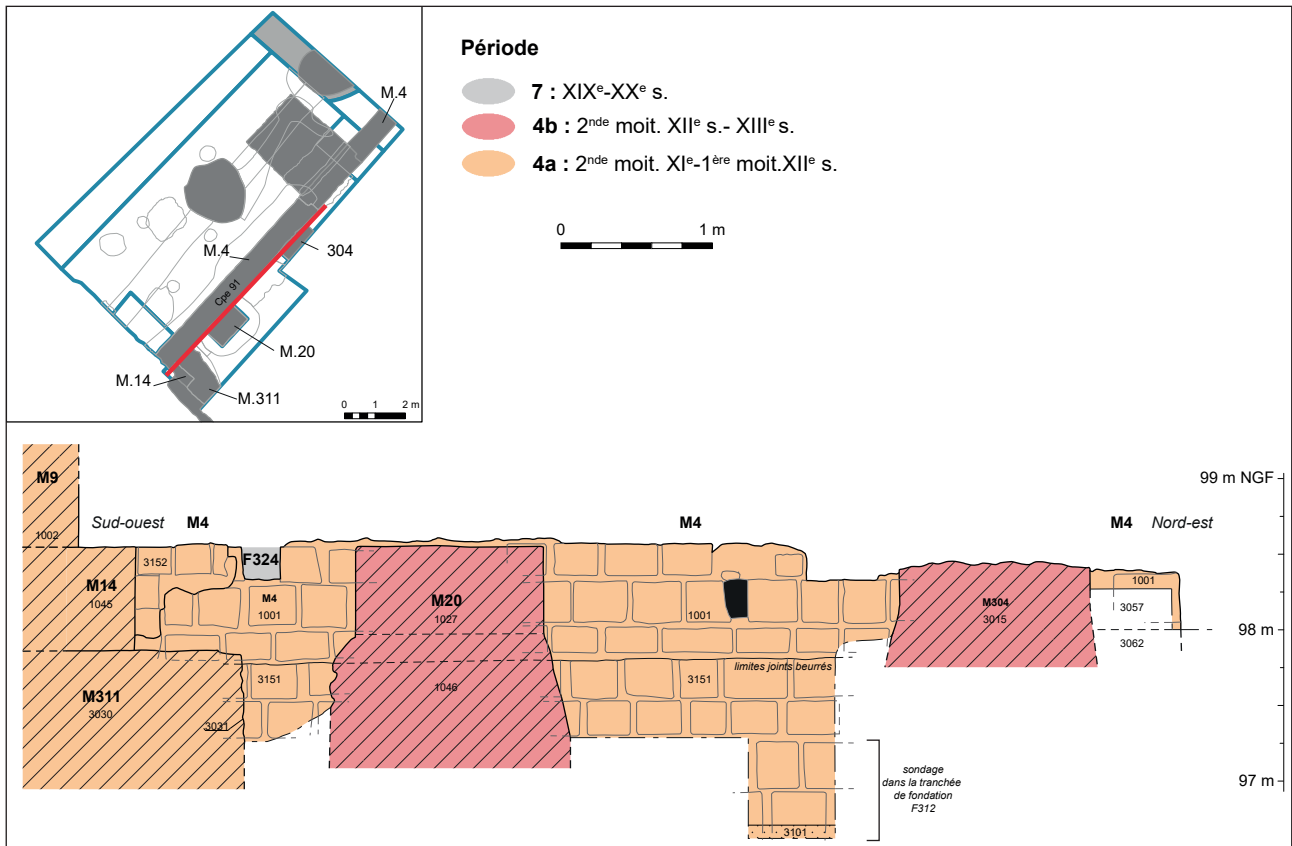 M.4
304
M.4
Cpe 91
M.20
M.14
M.311
0 1 2 m
Période
7 : XIXe-XXe s.
4b : 2nde moit. XIIe s.- XIIIe s.
4a : 2nde moit. XIe-1ère moit.XIIe s.
0 1 m
99 m NGF
M9
1002
Sud-ouest M4 M4 M4 Nord-est
3152
F324
M14
1045
M4
1001
M20
1027
1001
M304
3015
1001
3057
98 m
3062
limites joints beurrés
M311
3030
3151
3031
1046
3151
97 m
sondage
dans la tranchée
de fondation
F312
3101